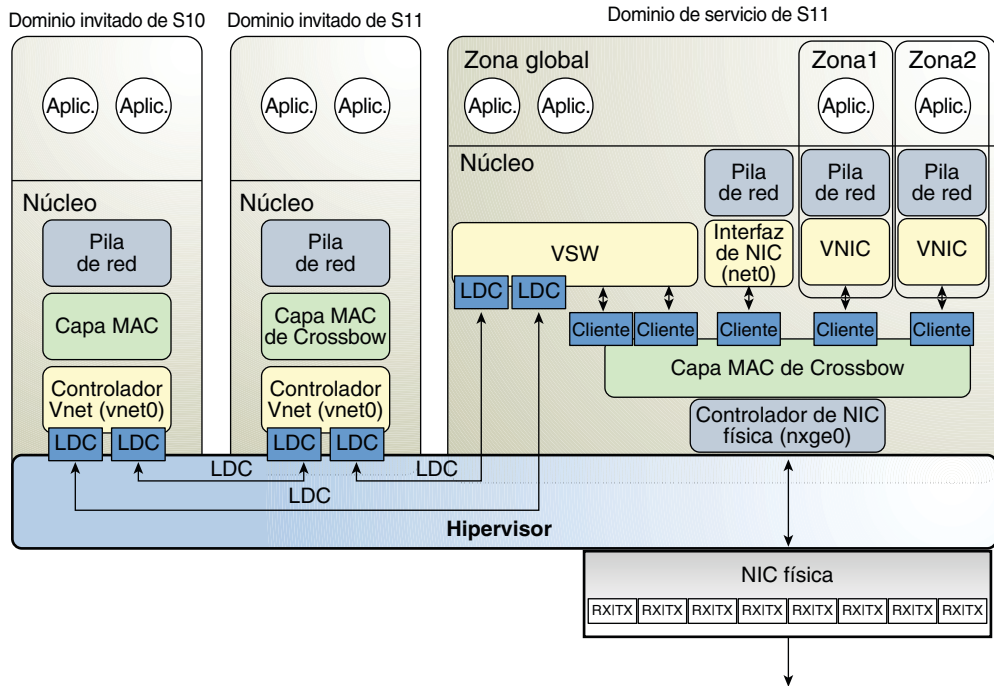 Dominio invitado de S10
Dominio invitado de S11
Dominio de servicio de S11
Aplic.
Aplic.
Núcleo
Pila
de red
Capa MAC
Controlador
Vnet (vnet0)
LDC
LDC
Aplic.
Aplic.
Núcleo
Pila
de red
Capa MAC
de Crossbow
Controlador
Vnet (vnet0)
LDC
LDC
Zona global
Aplic.
Aplic.
Zona1
Aplic.
Zona2
Aplic.
Núcleo
VSW
LDC
LDC
Pila
de red
Interfaz
de NIC
(net0)
Pila
de red
VNIC
Pila
de red
VNIC
Cliente
Cliente
Cliente
Cliente
Cliente
Capa MAC de Crossbow
Controlador de NIC
física (nxge0)
LDC
LDC
LDC
Hipervisor
NIC física
RX|TX
RX|TX
RX|TX
RX|TX
RX|TX
RX|TX
RX|TX
RX|TX